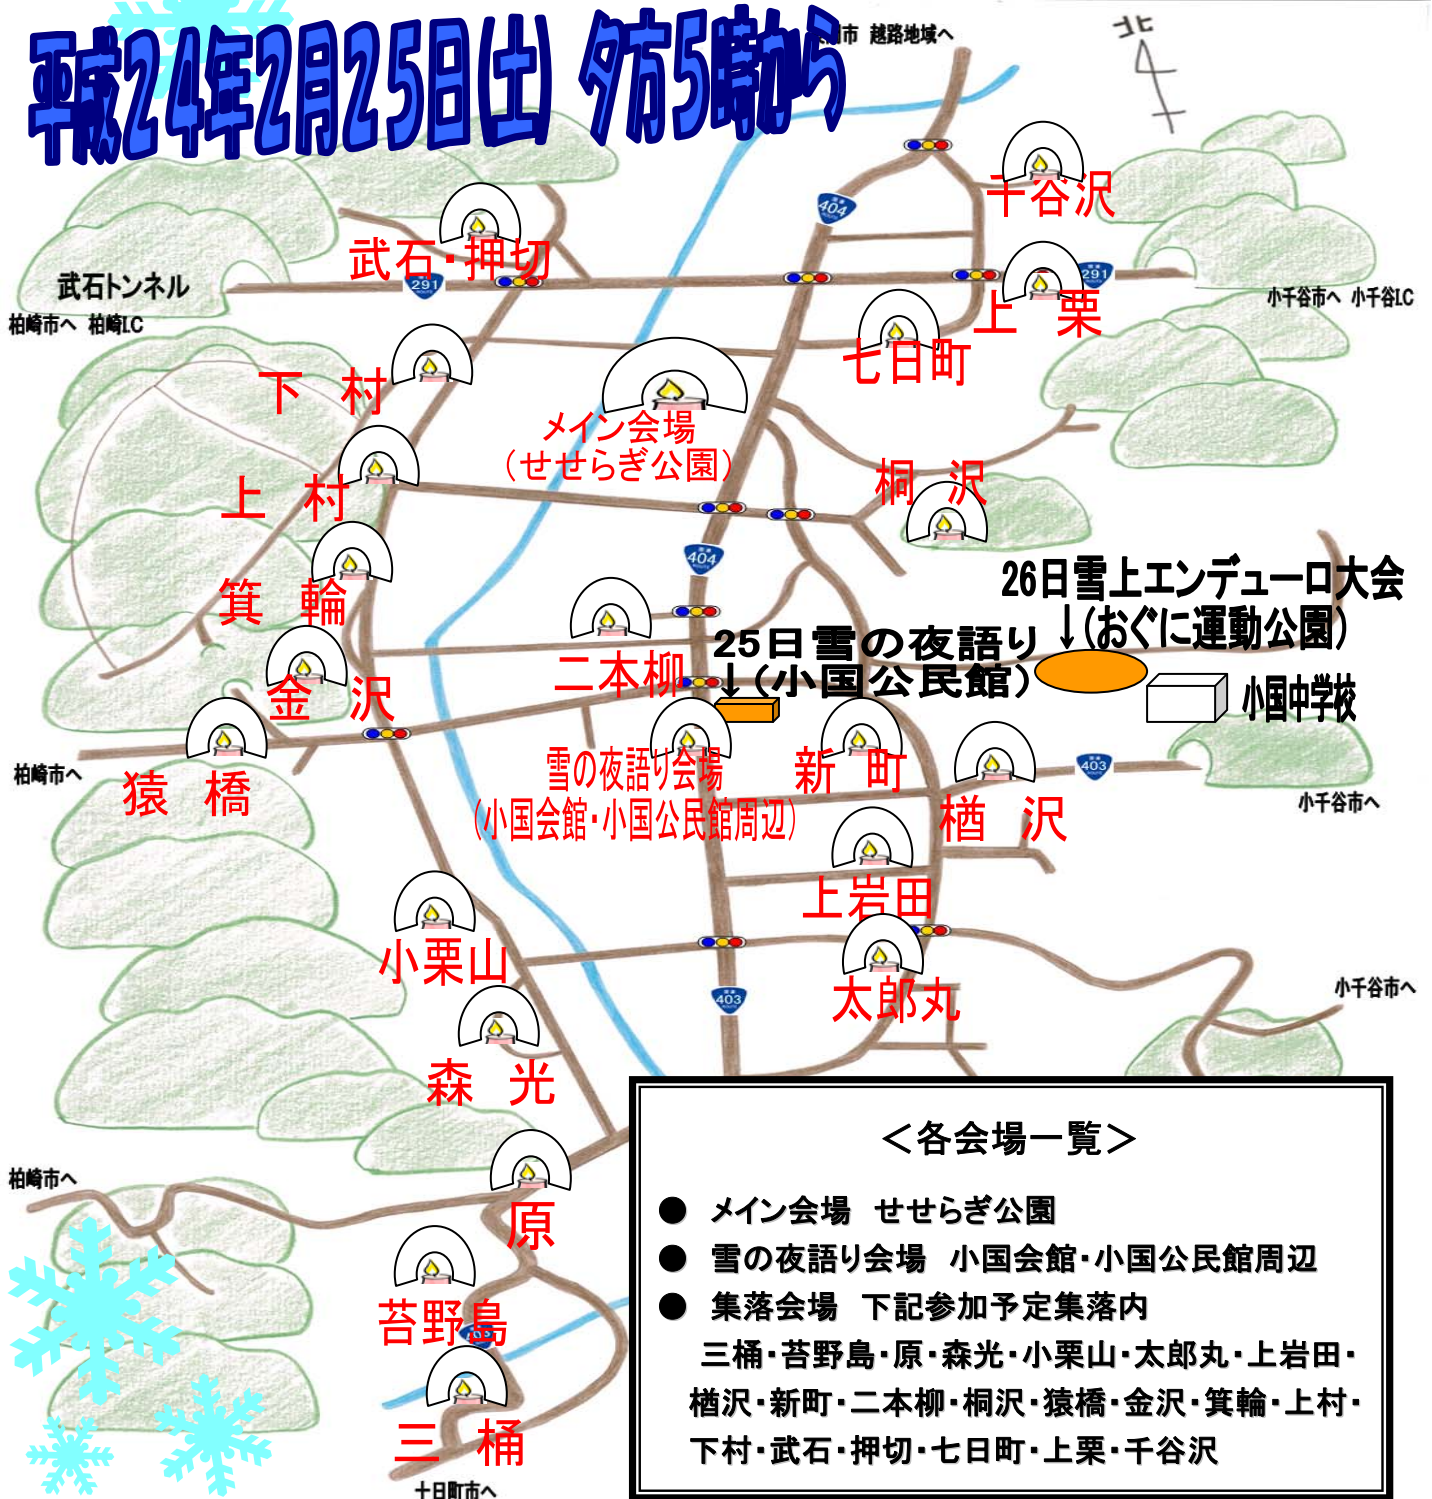 平成24年2月25日(土) 夕方5時から
市 越路地域へ
北
千谷沢
404
武石・押切
武石トンネル
291
291
上 栗
小千谷市へ 小千谷I.C
柏崎市へ 柏崎I.C
七日町
下 村
メイン会場
(せせらぎ公園)
桐 沢
上 村
404
26日雪上エンデューロ大会
↓(おぐに運動公園)
箕 輪
25日雪の夜語り
↓(小国公民館)
二本柳
金 沢
小国中学校
柏崎市へ
雪の夜語り会場
(小国会館・小国公民館周辺)
新 町
403
小千谷市へ
猿 橋
楢 沢
上岩田
小栗山
太郎丸
403
小千谷市へ
森 光
柏崎市へ
原
苔野島
三 桶
十日町市へ
<各会場一覧>
● メイン会場 せせらぎ公園
● 雪の夜語り会場 小国会館・小国公民館周辺
● 集落会場 下記参加予定集落内
三桶・苔野島・原・森光・小栗山・太郎丸・上岩田・
楢沢・新町・二本柳・桐沢・猿橋・金沢・箕輪・上村・
下村・武石・押切・七日町・上栗・千谷沢